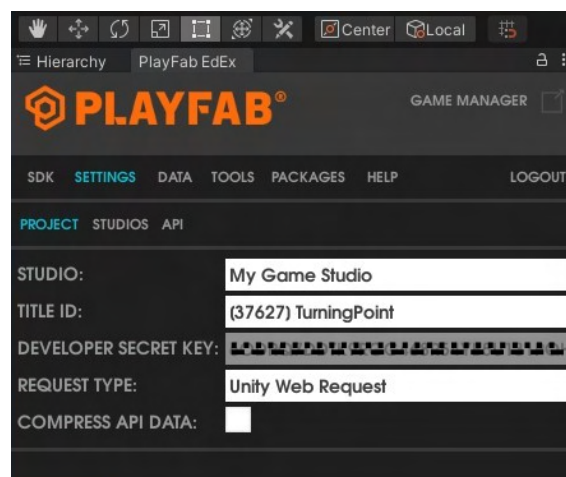 Center Local
Hierarchy PlayFab EdEx
PLAYFAB® GAME MANAGER
SDK SETTINGS DATA TOOLS PACKAGES HELP LOGOUT
PROJECT STUDIOS API
STUDIO: My Game Studio
TITLE ID: (37627) TurningPoint
DEVELOPER SECRET KEY:
REQUEST TYPE: Unity Web Request
COMPRESS API DATA: